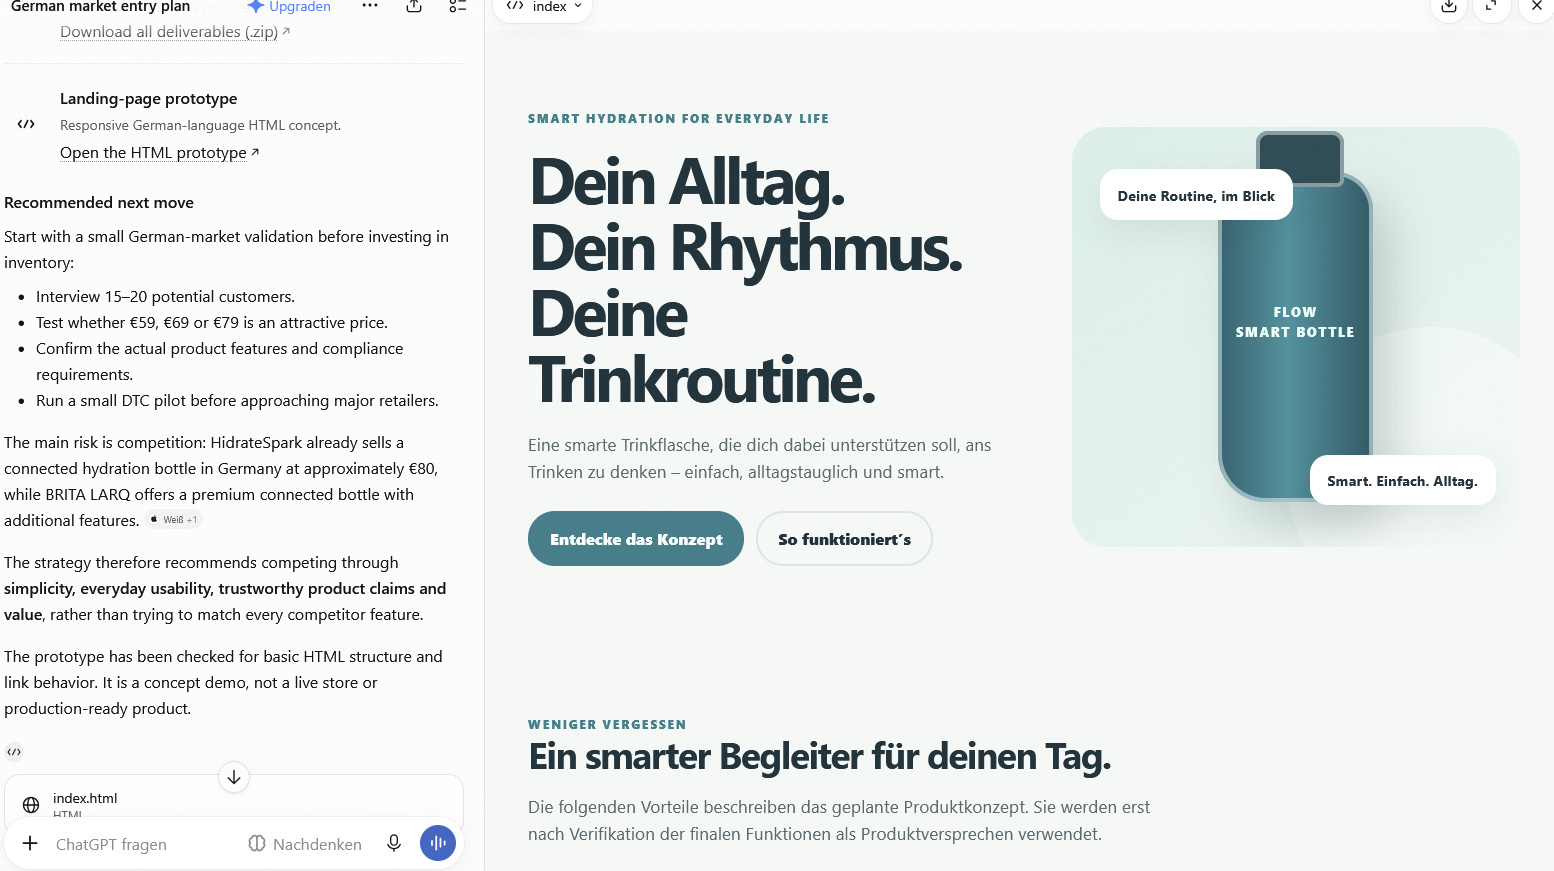 German market entry plan
Upgraden
Download all deliverables (.zip)
Landing-page prototype
Responsive German-language HTML concept.
Open the HTML prototype
Recommended next move
Start with a small German-market validation before investing in
inventory:
Interview 15–20 potential customers.
Test whether €59, €69 or €79 is an attractive price.
Confirm the actual product features and compliance
requirements.
Run a small DTC pilot before approaching major retailers.
The main risk is competition: HidrateSpark already sells a
connected hydration bottle in Germany at approximately €80,
while BRITA LARQ offers a premium connected bottle with
additional features. Weiß +1
The strategy therefore recommends competing through
simplicity, everyday usability, trustworthy product claims and
value, rather than trying to match every competitor feature.
The prototype has been checked for basic HTML structure and
link behavior. It is a concept demo, not a live store or
production-ready product.
index.html
HTML
ChatGPT fragen
Nachdenken
index
SMART HYDRATION FOR EVERYDAY LIFE
Dein Alltag.
Dein Rhythmus.
Deine
Trinkroutine.
Eine smarte Trinkflasche, die dich dabei unterstützen soll, ans
Trinken zu denken – einfach, alltagstauglich und smart.
Entdecke das Konzept
So funktioniert’s
Deine Routine, im Blick
FLOW
SMART BOTTLE
Smart. Einfach. Alltag.
WENIGER VERGESSEN
Ein smarter Begleiter für deinen Tag.
Die folgenden Vorteile beschreiben das geplante Produktkonzept. Sie werden erst
nach Verifikation der finalen Funktionen als Produktversprechen verwendet.